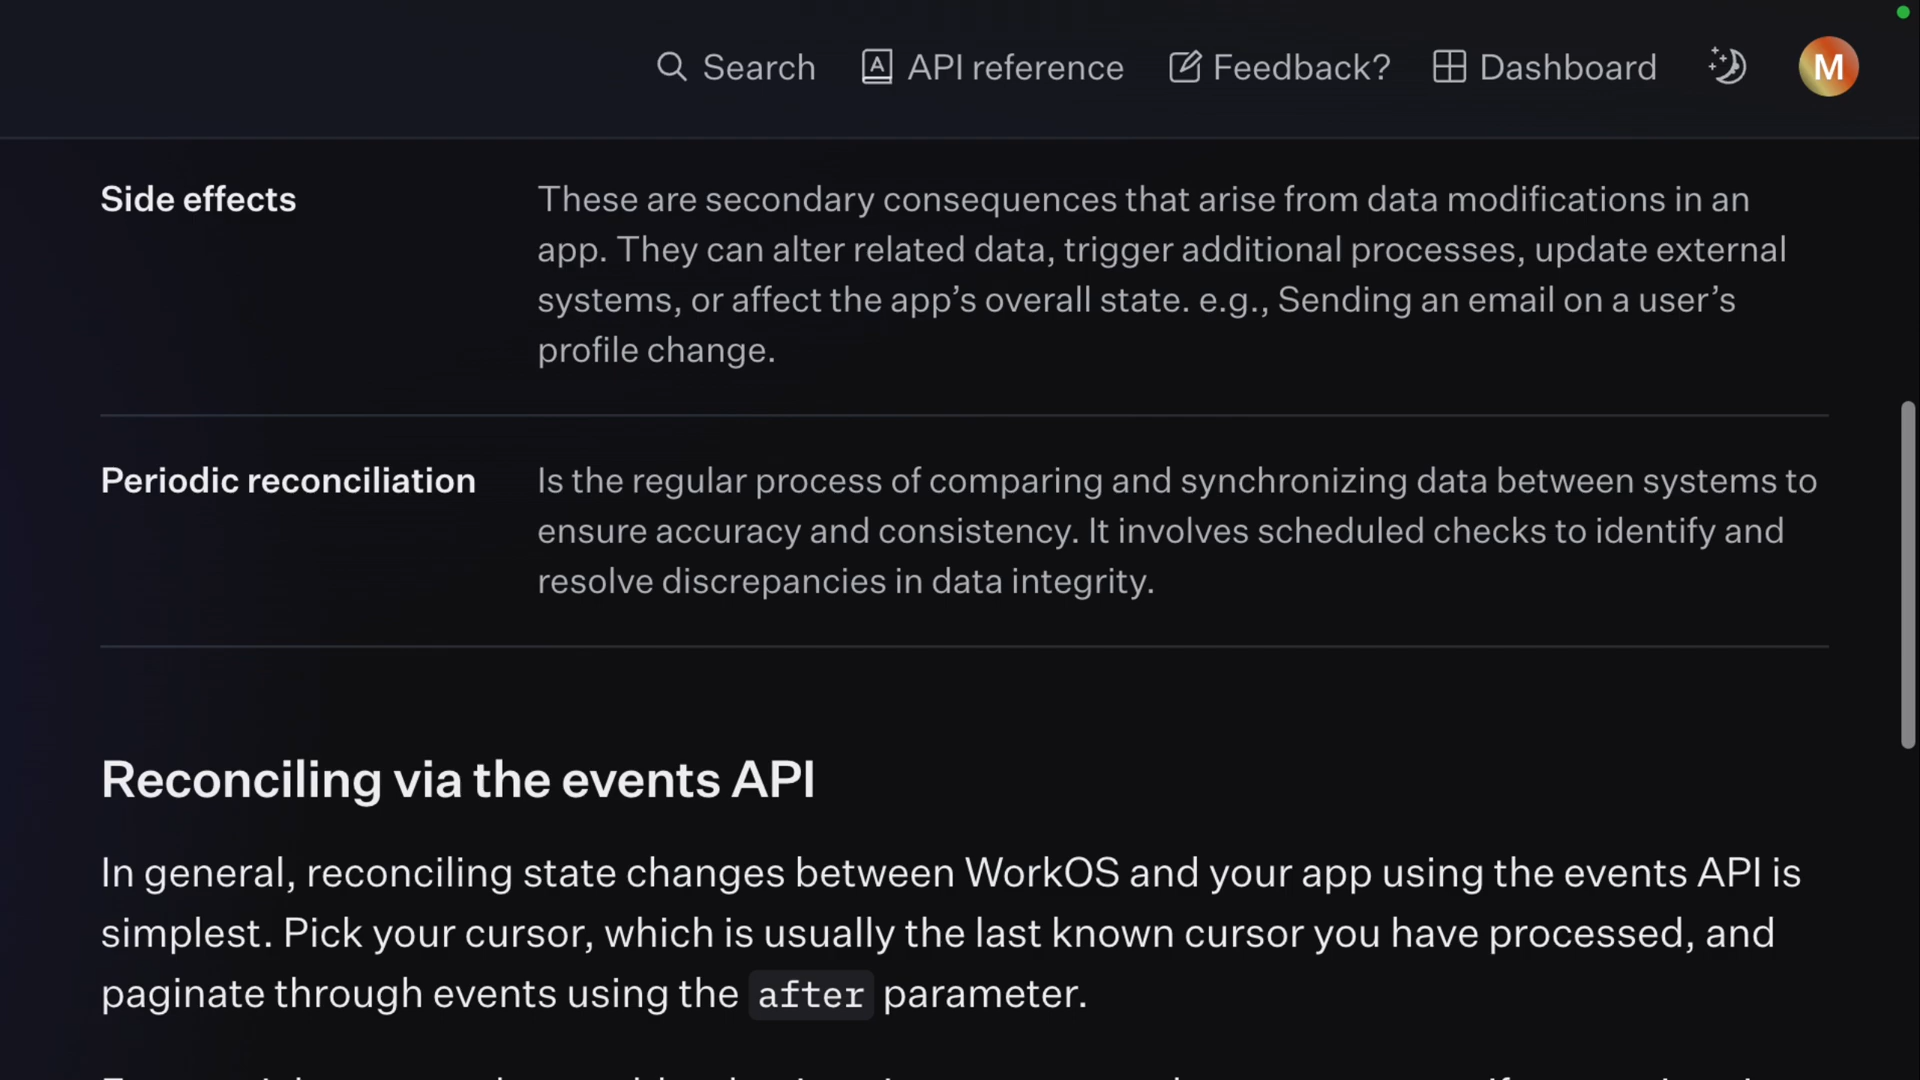 Search API reference Feedback? Dashboard M
Side effects
These are secondary consequences that arise from data modifications in an
app. They can alter related data, trigger additional processes, update external
systems, or affect the app’s overall state. e.g., Sending an email on a user’s
profile change.
Periodic reconciliation
Is the regular process of comparing and synchronizing data between systems to
ensure accuracy and consistency. It involves scheduled checks to identify and
resolve discrepancies in data integrity.
Reconciling via the events API
In general, reconciling state changes between WorkOS and your app using the events API is
simplest. Pick your cursor, which is usually the last known cursor you have processed, and
paginate through events using the after parameter.